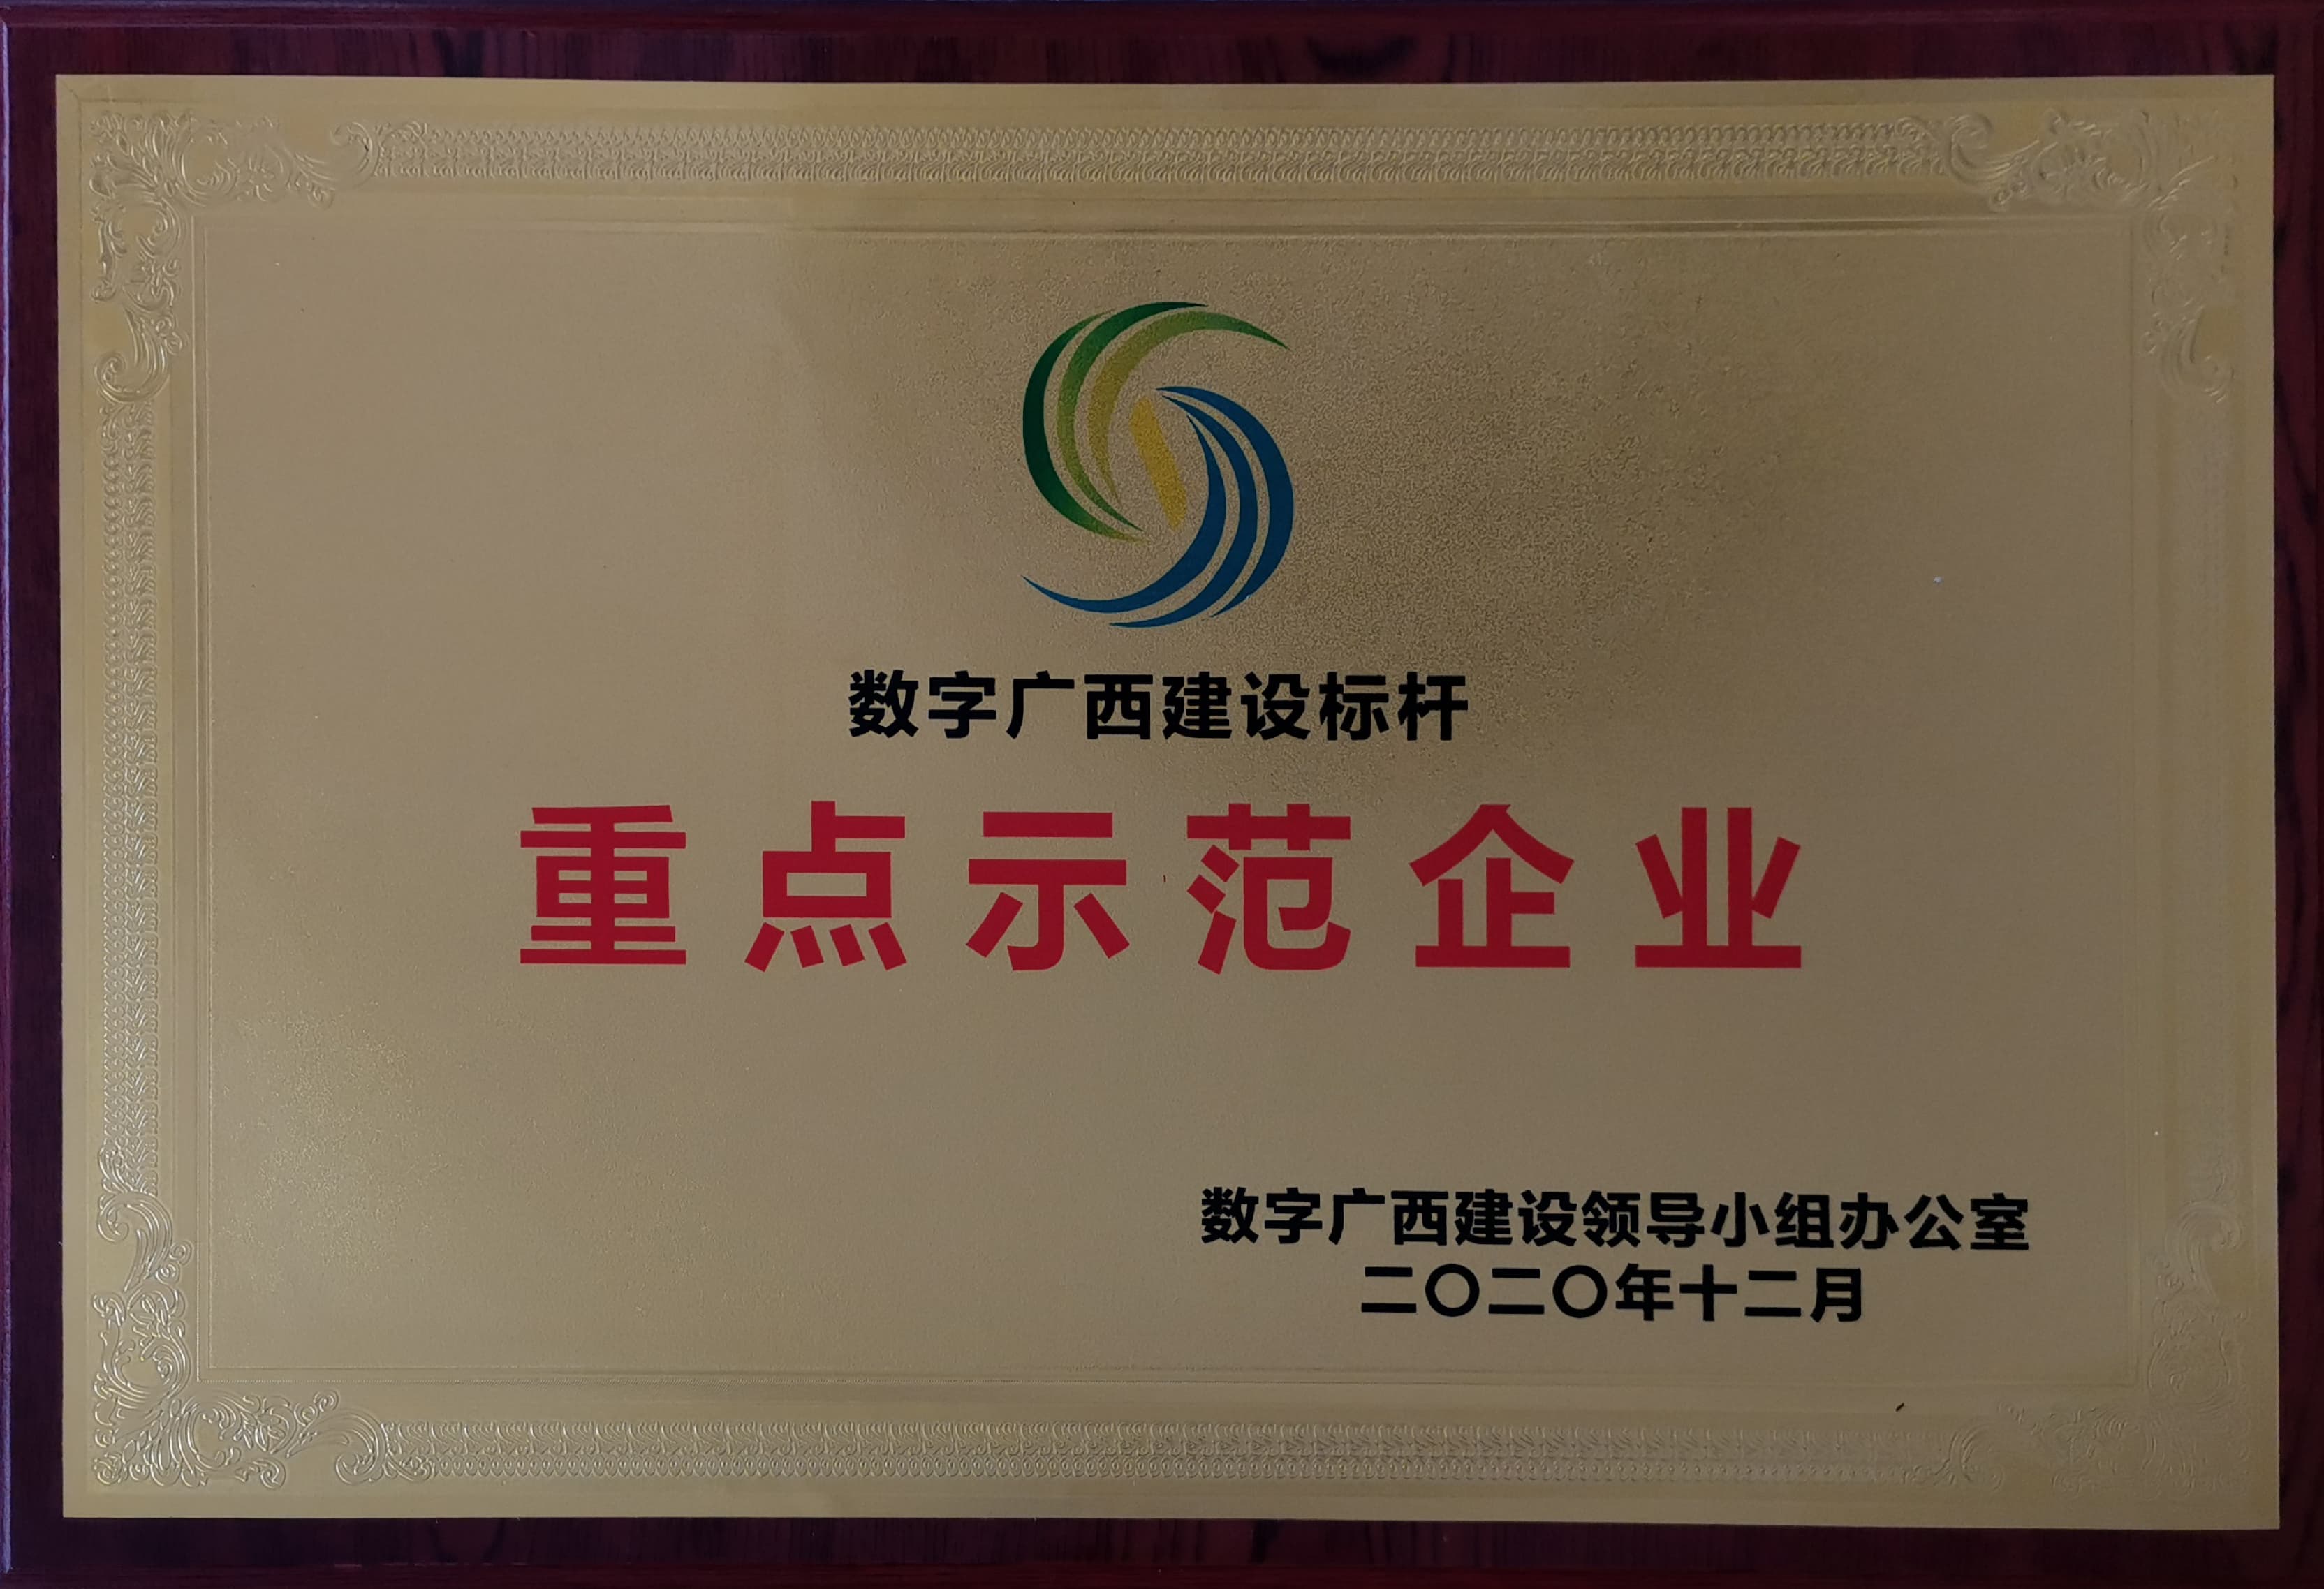 数字广西建设标杆
重点示范企业
数字广西建设领导小组办公室
二〇二〇年十二月